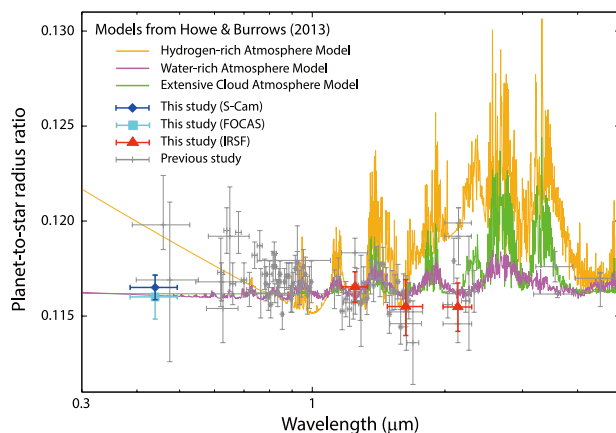 Models from Howe & Burrows (2013)
Hydrogen-rich Atmosphere Model
Water-rich Atmosphere Model
Extensive Cloud Atmosphere Model
This study (S-Cam)
This study (FOCAS)
This study (IRSF)
Previous study
0.130
0.125
0.120
0.115
Planet-to-star radius ratio
0.3
1
Wavelength (μm)